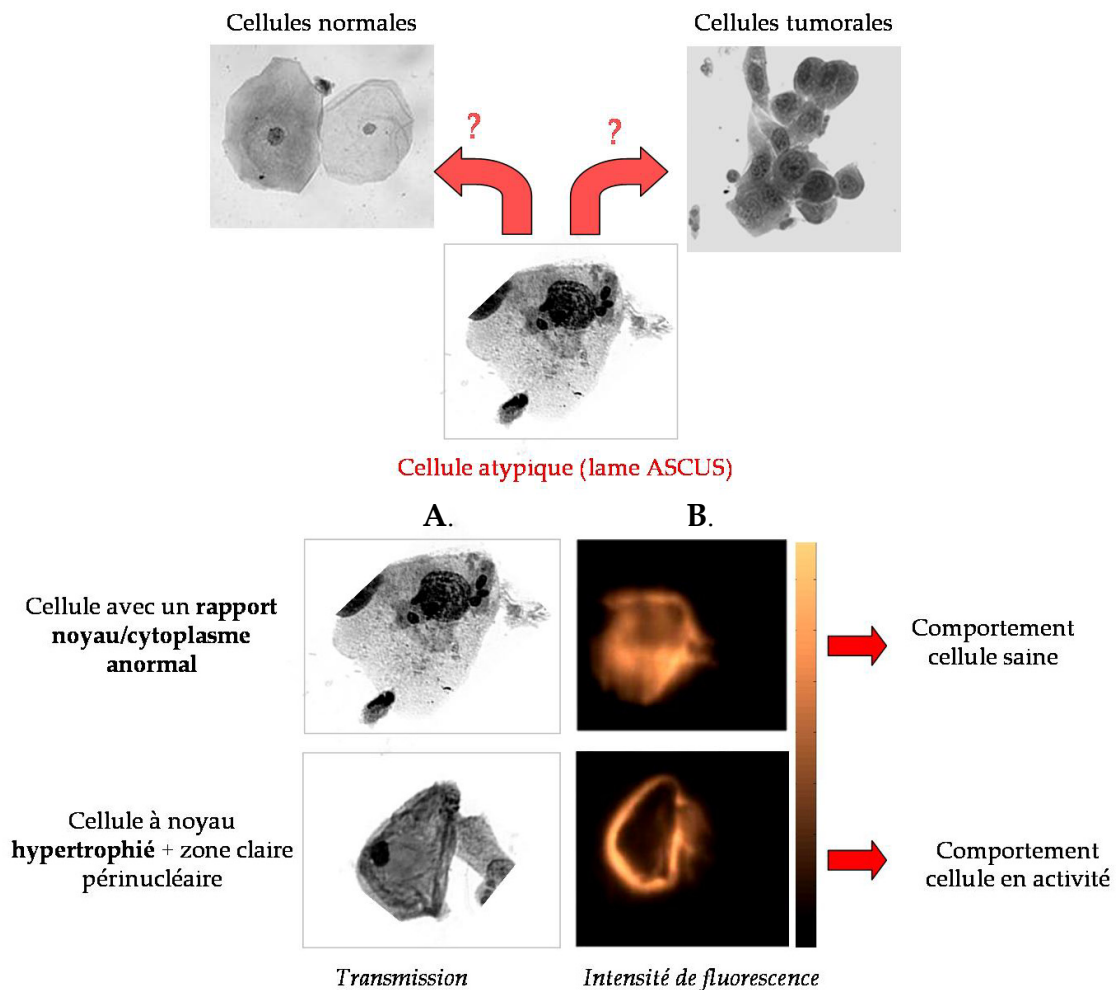 Cellules normales
Cellules tumorales
?
?
Cellule atypique (lame ASCUS)
A.
B.
Cellule avec un rapport
noyau/cytoplasme
anormal
Comportement
cellule saine
Cellule à noyau
hypertrophié + zone claire
périnucléaire
Comportement
cellule en activité
Transmission
Intensité de fluorescence